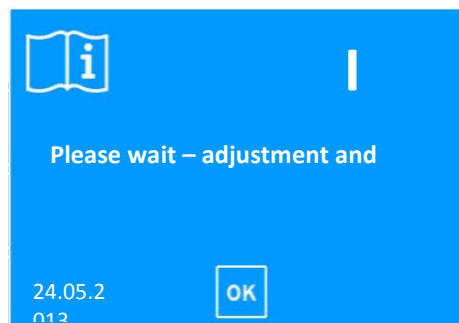 i
I
Please wait – adjustment and
24.05.2
013
OK